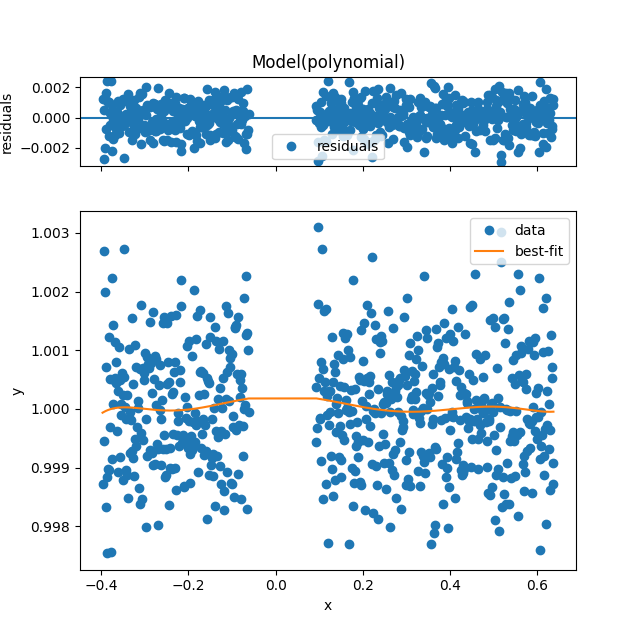 Model(polynomial)
residuals
0.002
0.000
−0.002
residuals
1.003
1.002
1.001
1.000
0.999
0.998
y
data
best-fit
−0.4
−0.2
0.0
0.2
0.4
0.6
x